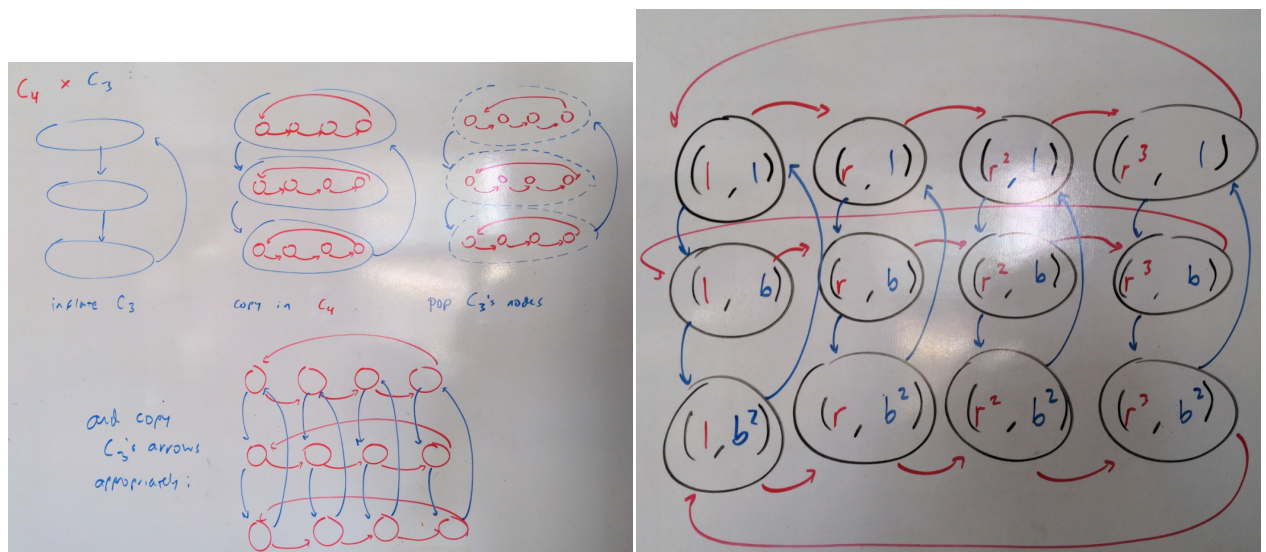 C₄ × C₃
inflate C₃
copy in C₄
pop C₃'s nodes
and copy
C₃'s arrows
appropriately:
(1, 1) (r, 1) (r², 1) (r³, 1)
(1, b) (r, b) (r², b) (r³, b)
(1, b²) (r, b²) (r², b²) (r³, b²)